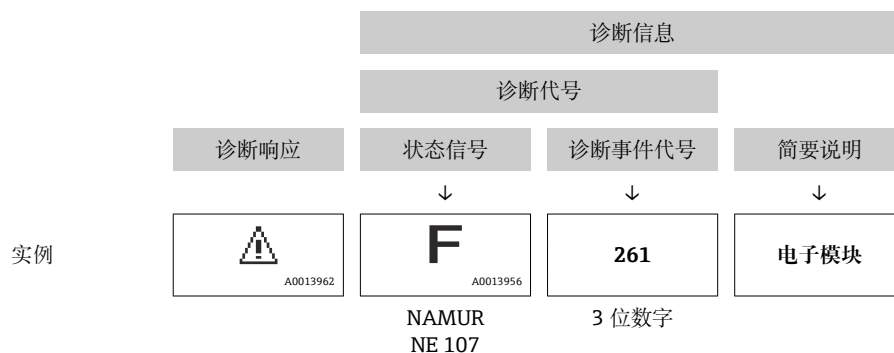 诊断信息
诊断代号
诊断响应 状态信号 诊断事件代号 简要说明
↓ ↓ ↓
实例 F 261 电子模块
A0013962 A0013956
NAMUR 3 位数字
NE 107